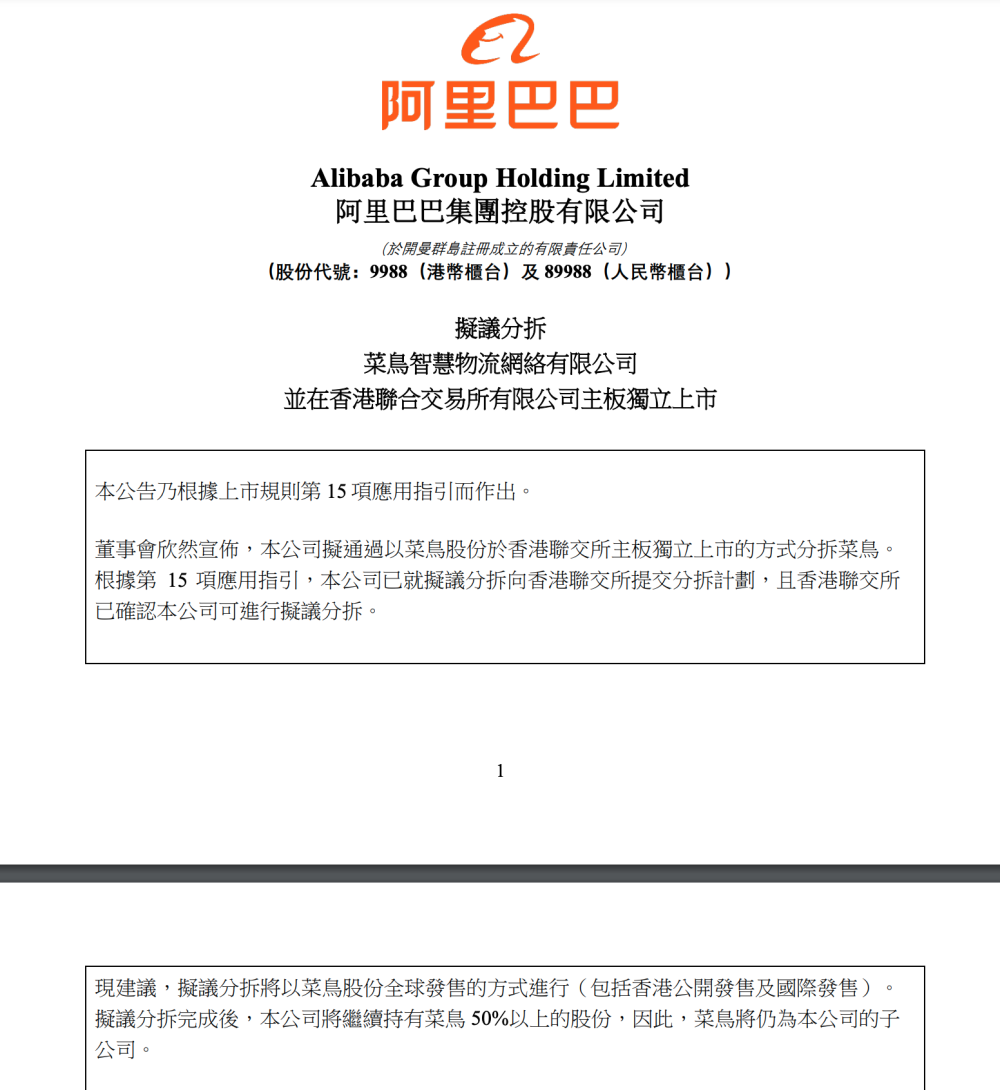 阿里巴巴
Alibaba Group Holding Limited
阿里巴巴集團控股有限公司
（於開曼群島註冊成立的有限責任公司）
（股份代號：9988（港幣櫃台）及 89988（人民幣櫃台））
擬議分拆
菜鳥智慧物流網絡有限公司
並在香港聯合交易所有限公司主板獨立上市
本公告乃根據上市規則第 15 項應用指引而作出。
董事會欣然宣佈，本公司擬通過以菜鳥股份於香港聯交所主板獨立上市的方式分拆菜鳥。
根據第 15 項應用指引，本公司已就擬議分拆向香港聯交所提交分拆計劃，且香港聯交所
已確認本公司可進行擬議分拆。
1
現建議，擬議分拆將以菜鳥股份全球發售的方式進行（包括香港公開發售及國際發售）。
擬議分拆完成後，本公司將繼續持有菜鳥 50%以上的股份，因此，菜鳥將仍為本公司的子
公司。